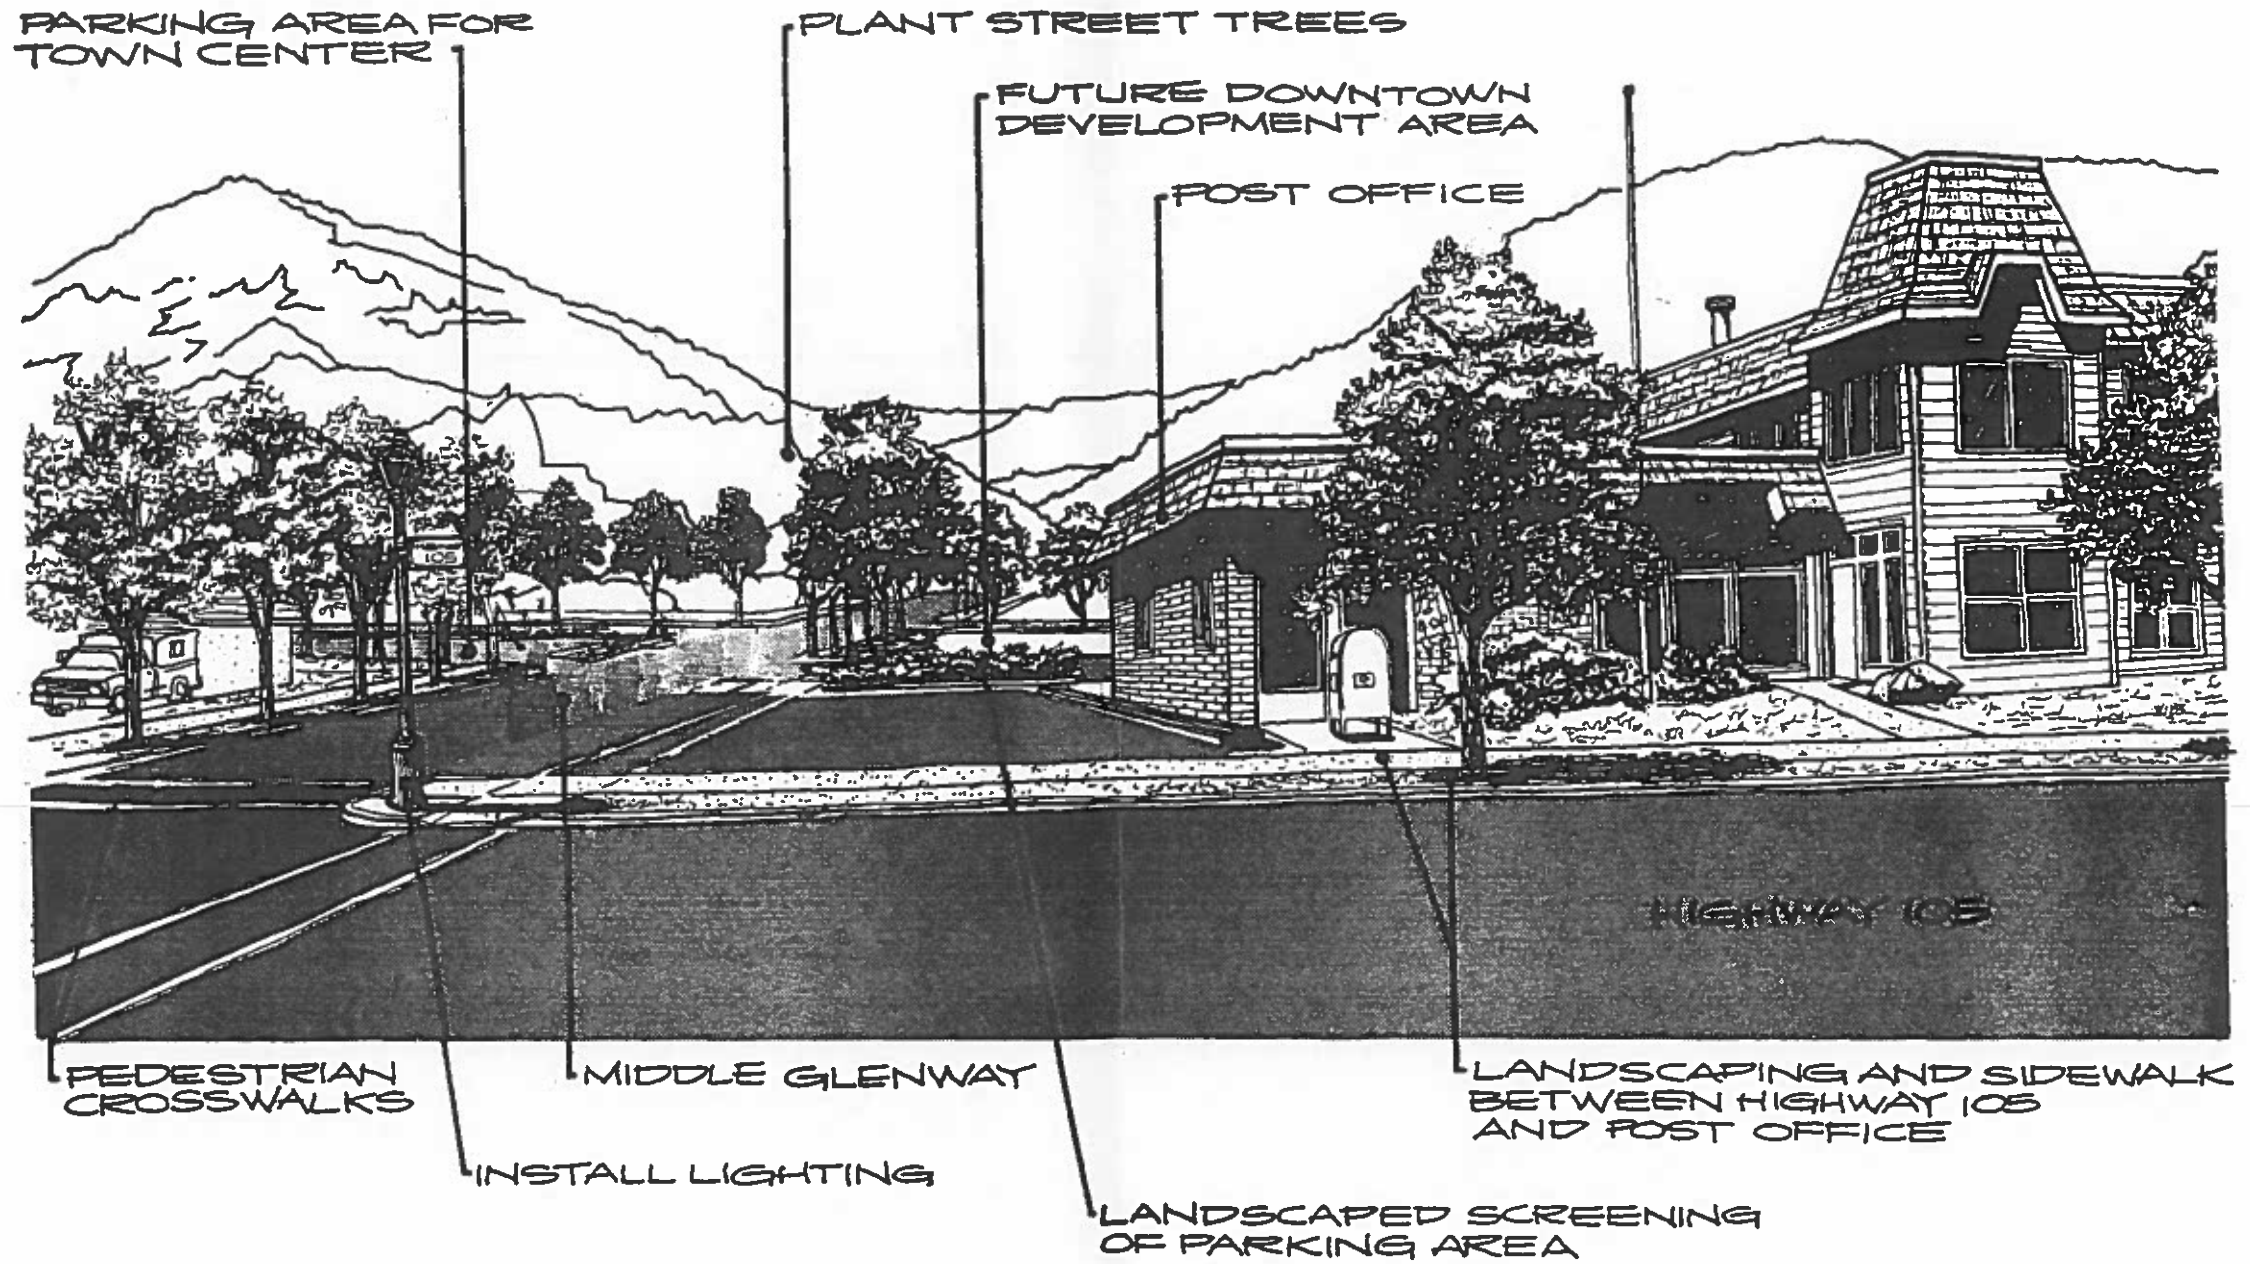 PARKING AREA FOR
TOWN CENTER
PLANT STREET TREES
FUTURE DOWNTOWN
DEVELOPMENT AREA
POST OFFICE
105
HIGHWAY 105
PEDESTRIAN
CROSSWALKS
MIDDLE GLENWAY
LANDSCAPING AND SIDEWALK
BETWEEN HIGHWAY 105
AND POST OFFICE
INSTALL LIGHTING
LANDSCAPED SCREENING
OF PARKING AREA